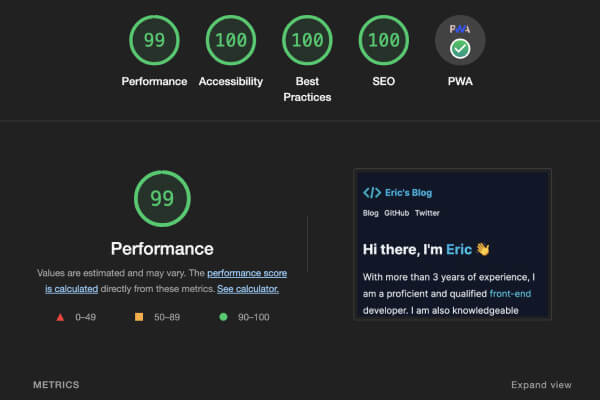 99
100
100
100
PWA
Performance
Accessibility
Best
Practices
SEO
PWA
99
Performance
Values are estimated and may vary. The performance score
is calculated directly from these metrics. See calculator.
0–49
50–89
90–100
</> Eric's Blog
Blog GitHub Twitter
Hi there, I'm Eric 👋
With more than 3 years of experience, I
am a proficient and qualified front-end
developer. I am also knowledgeable
METRICS
Expand view